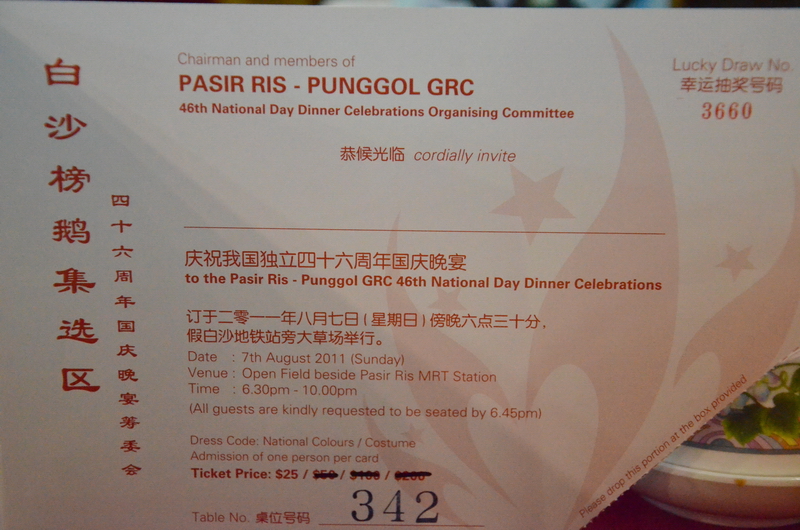 白沙榜鹅集选区
四十六周年国庆晚宴筹委会
Chairman and members of
PASIR RIS - PUNGGOL GRC
46th National Day Dinner Celebrations Organising Committee
恭候光临 cordially invite
Lucky Draw No.
幸运抽奖号码
3660
庆祝我国独立四十六周年国庆晚宴
to the Pasir Ris - Punggol GRC 46th National Day Dinner Celebrations
订于二零一一年八月七日(星期日)傍晚六点三十分,
假白沙地铁站旁大草场举行。
Date : 7th August 2011 (Sunday)
Venue : Open Field beside Pasir Ris MRT Station
Time : 6.30pm - 10.00pm
(All guests are kindly requested to be seated by 6.45pm)
Dress Code: National Colours / Costume
Admission of one person per card
Ticket Price: $25 / $50 / $100 / $200
Table No. 桌位号码 342
Please drop this portion at the box provided